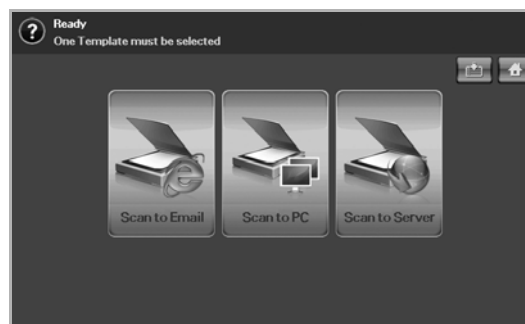 Ready
One Template must be selected
Scan to Email
Scan to PC
Scan to Server